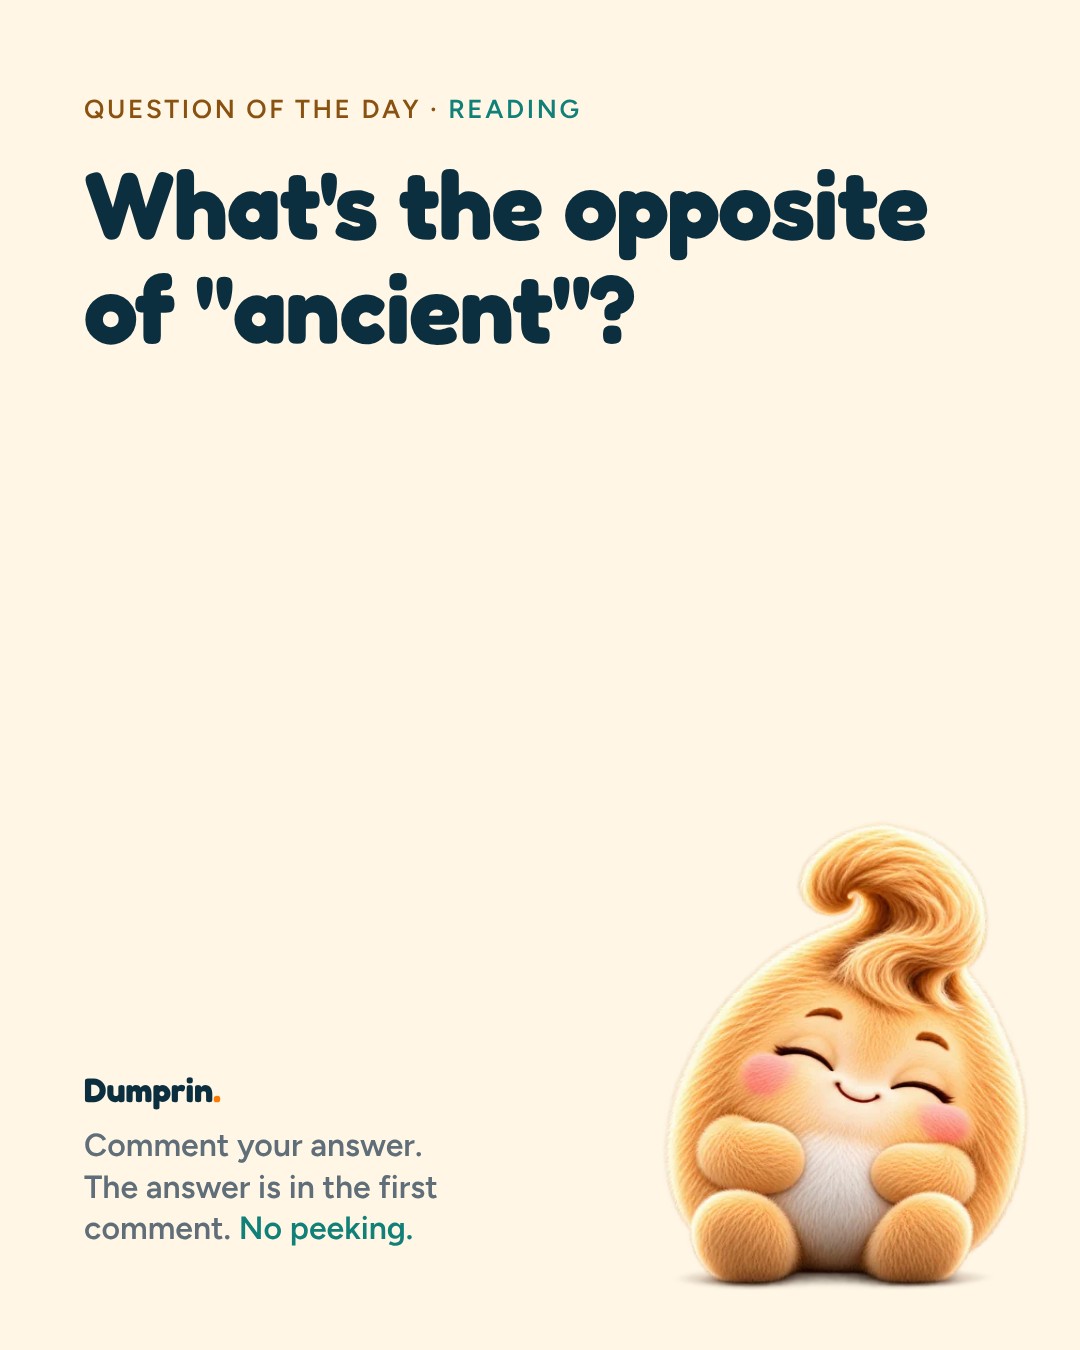 QUESTION OF THE DAY · READING
What's the opposite
of "ancient"?
Dumprin.
Comment your answer.
The answer is in the first
comment. No peeking.